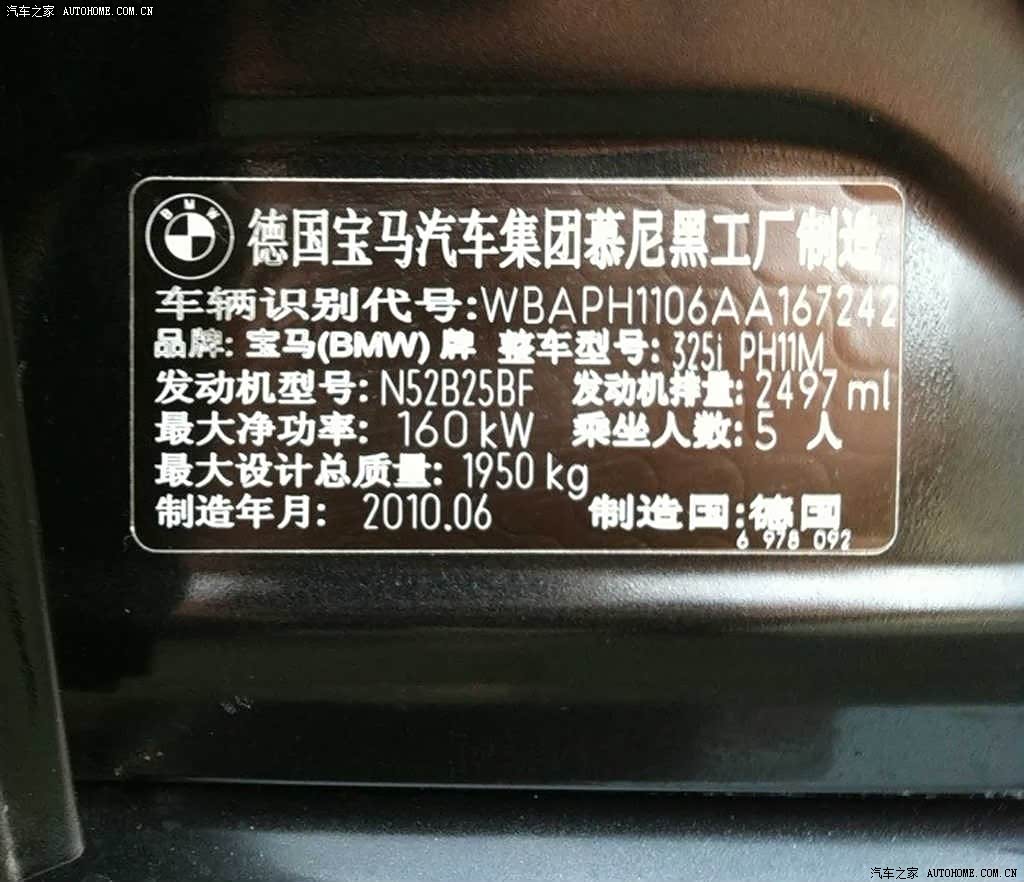 汽车之家 AUTOHOME.COM.CN
BMW
德国宝马汽车集团慕尼黑工厂制造
车辆识别代号:WBAPH1106AA167242
品牌: 宝马(BMW) 牌 整车型号: 325i PH11M
发动机型号: N52B25BF 发动机排量: 2497 ml
最大净功率: 160 kW 乘坐人数: 5 人
最大设计总质量: 1950 kg
制造年月: 2010.06 制造国:德国
6 978 092
汽车之家 AUTOHOME.COM.CN